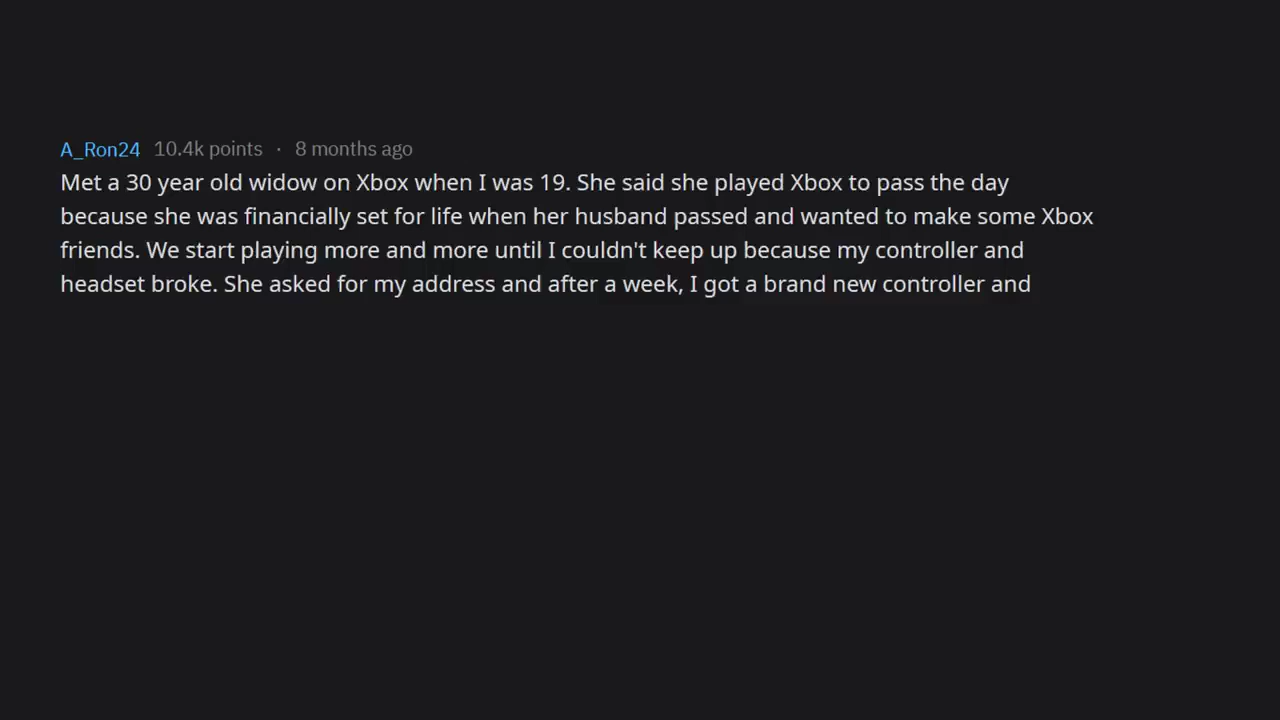 A_Ron24 10.4k points · 8 months ago
Met a 30 year old widow on Xbox when I was 19. She said she played Xbox to pass the day
because she was financially set for life when her husband passed and wanted to make some Xbox
friends. We start playing more and more until I couldn't keep up because my controller and
headset broke. She asked for my address and after a week, I got a brand new controller and